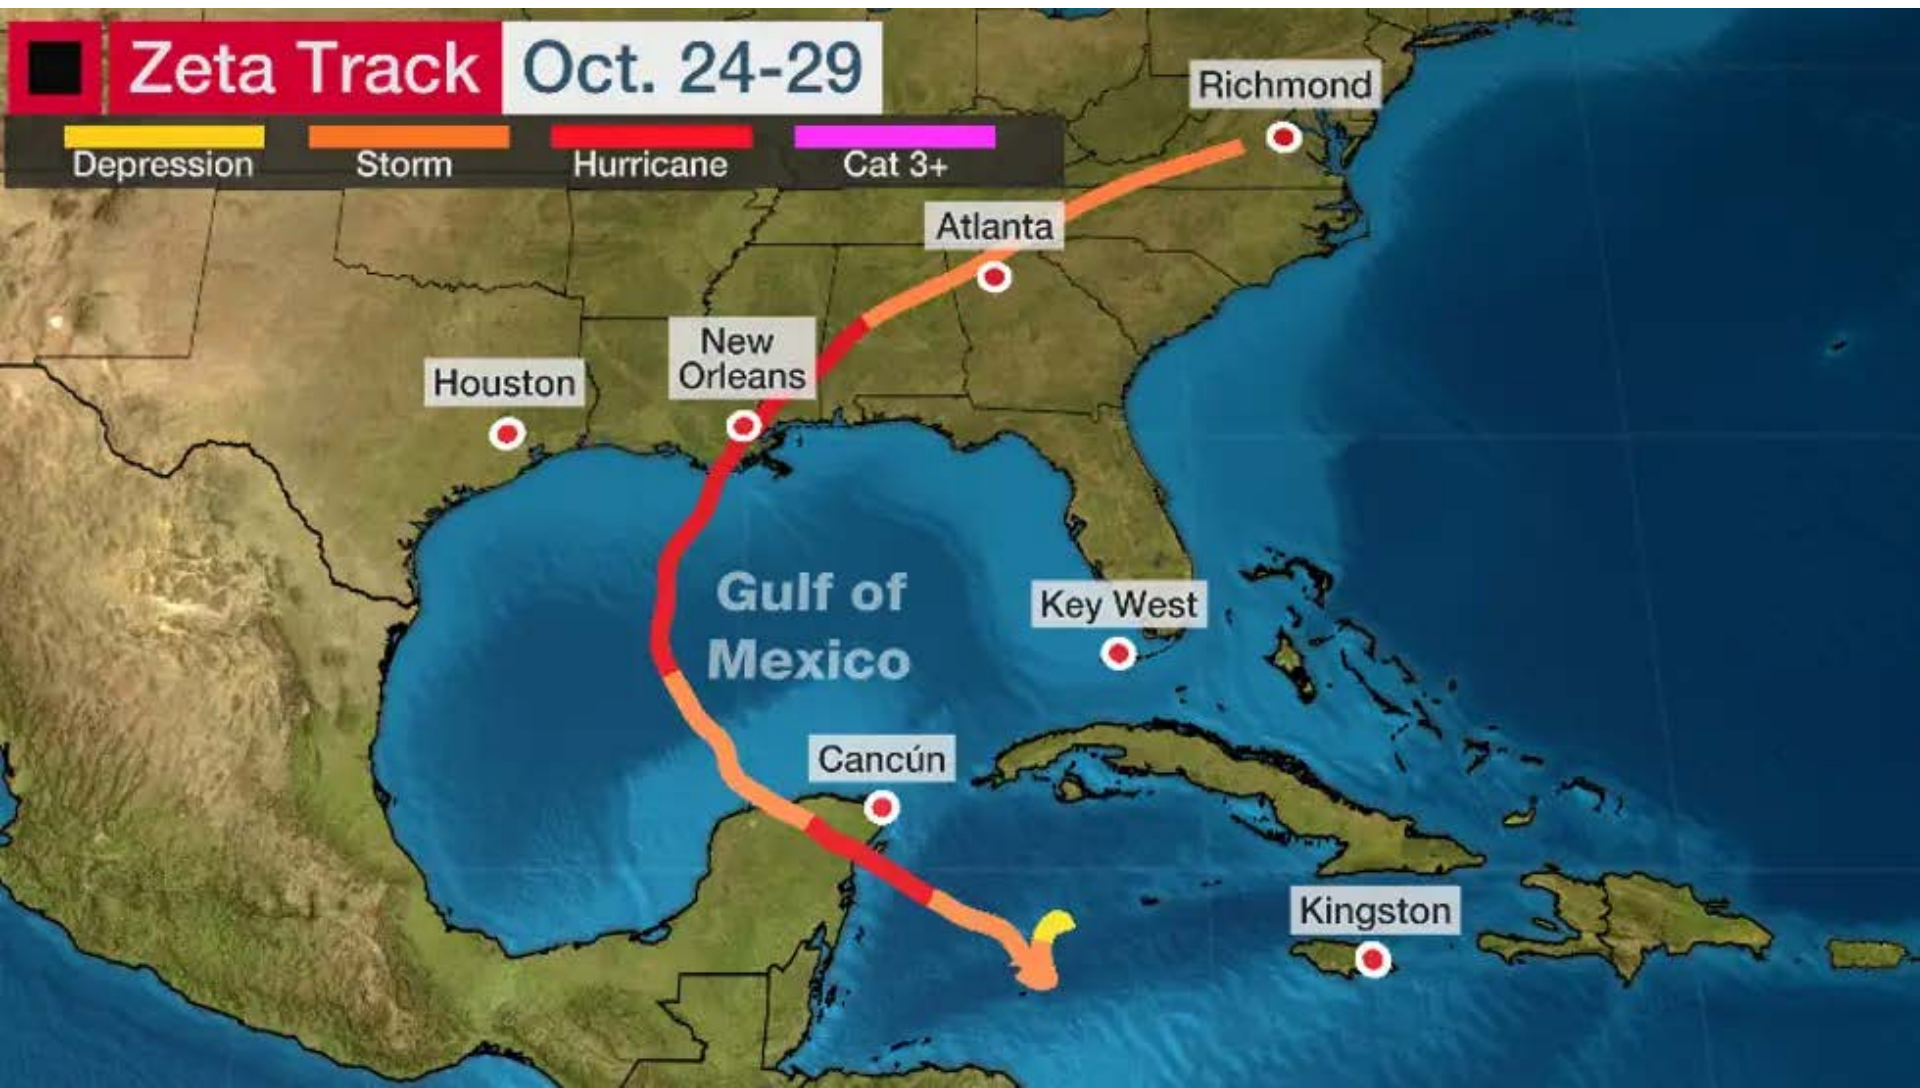 Zeta Track Oct. 24-29
Depression Storm Hurricane Cat 3+
Richmond
Atlanta
New
Orleans
Houston
Gulf of
Mexico
Key West
Cancún
Kingston